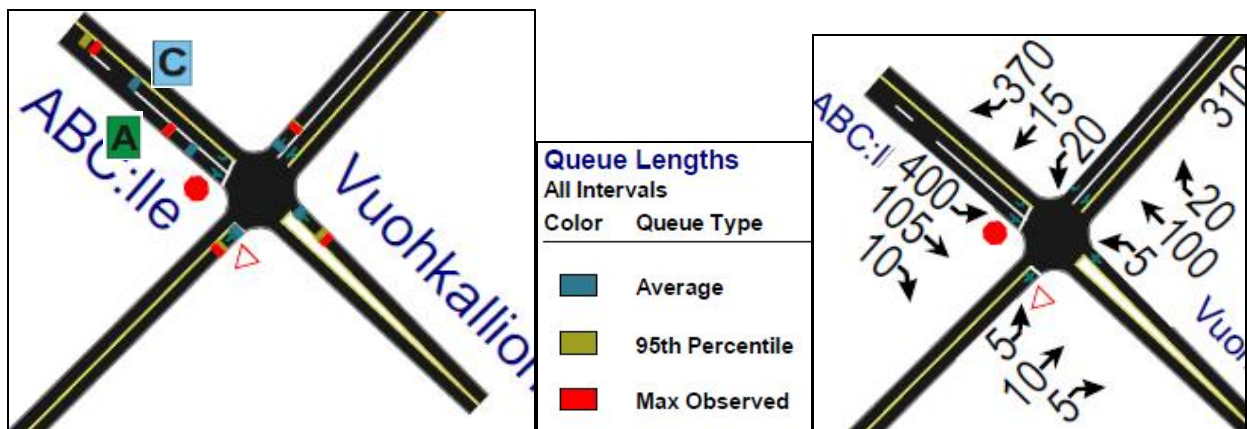 C
A
ABC:lle
Vuohkallion
Queue Lengths
All Intervals
Color Queue Type
Average
95th Percentile
Max Observed
370
15
20
310
ABC:ll
400
105
10
20
100
5
5
10
5